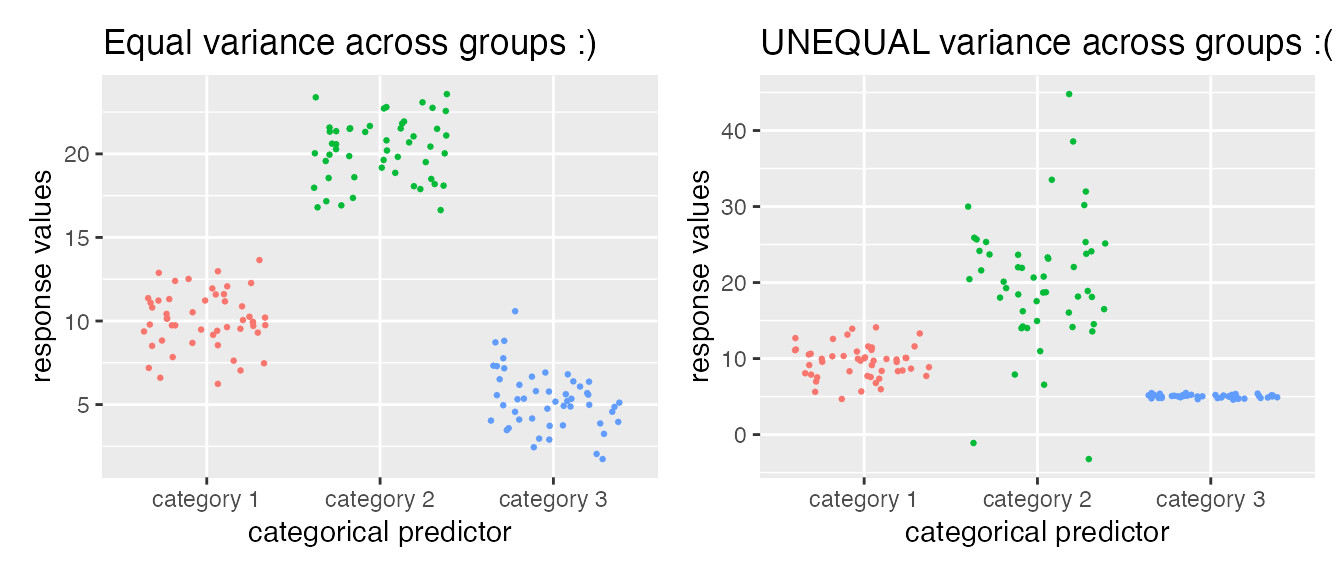 Equal variance across groups :)
response values
20
15
10
5
category 1
category 2
category 3
categorical predictor
UNEQUAL variance across groups :(
response values
40
30
20
10
0
category 1
category 2
category 3
categorical predictor